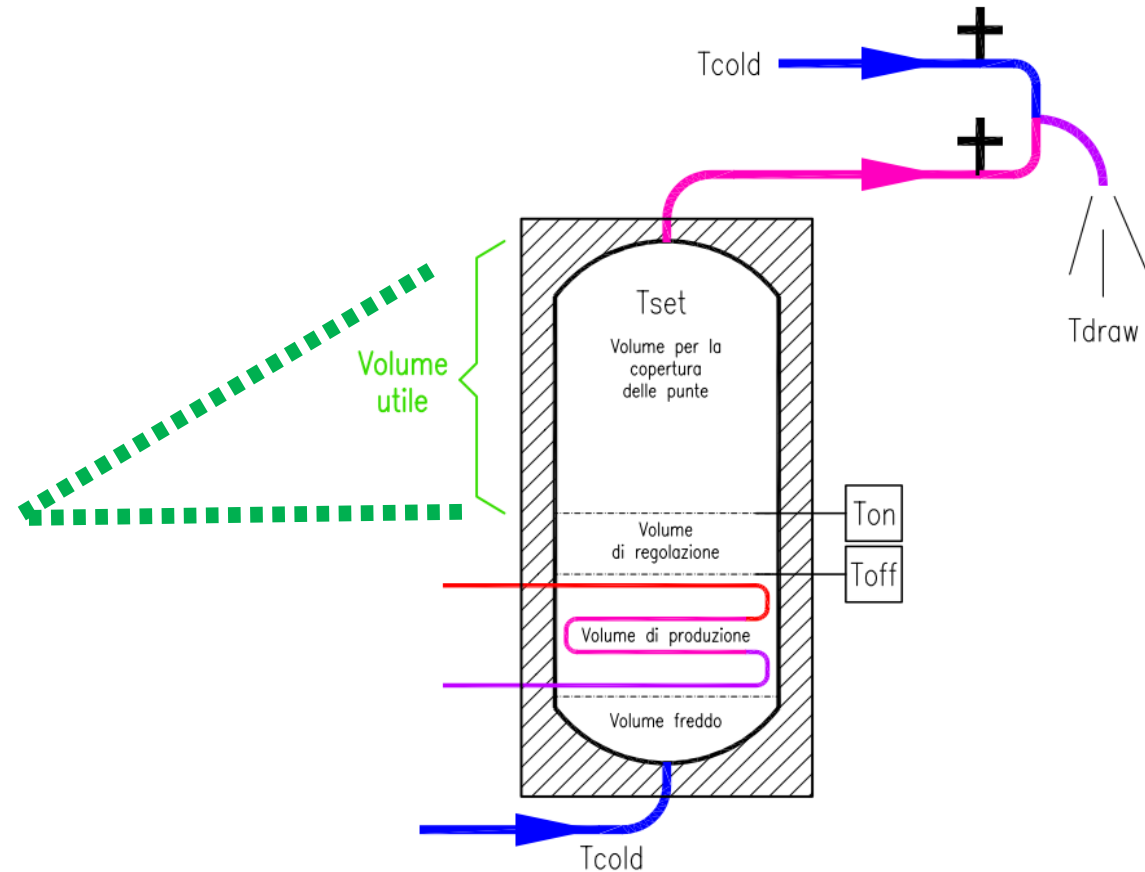 Tcold
Tset
Volume per la
copertura
delle punte
Tdraw
Volume
utile
Ton
Volume
di regolazione
Toff
Volume di produzione
Volume freddo
Tcold